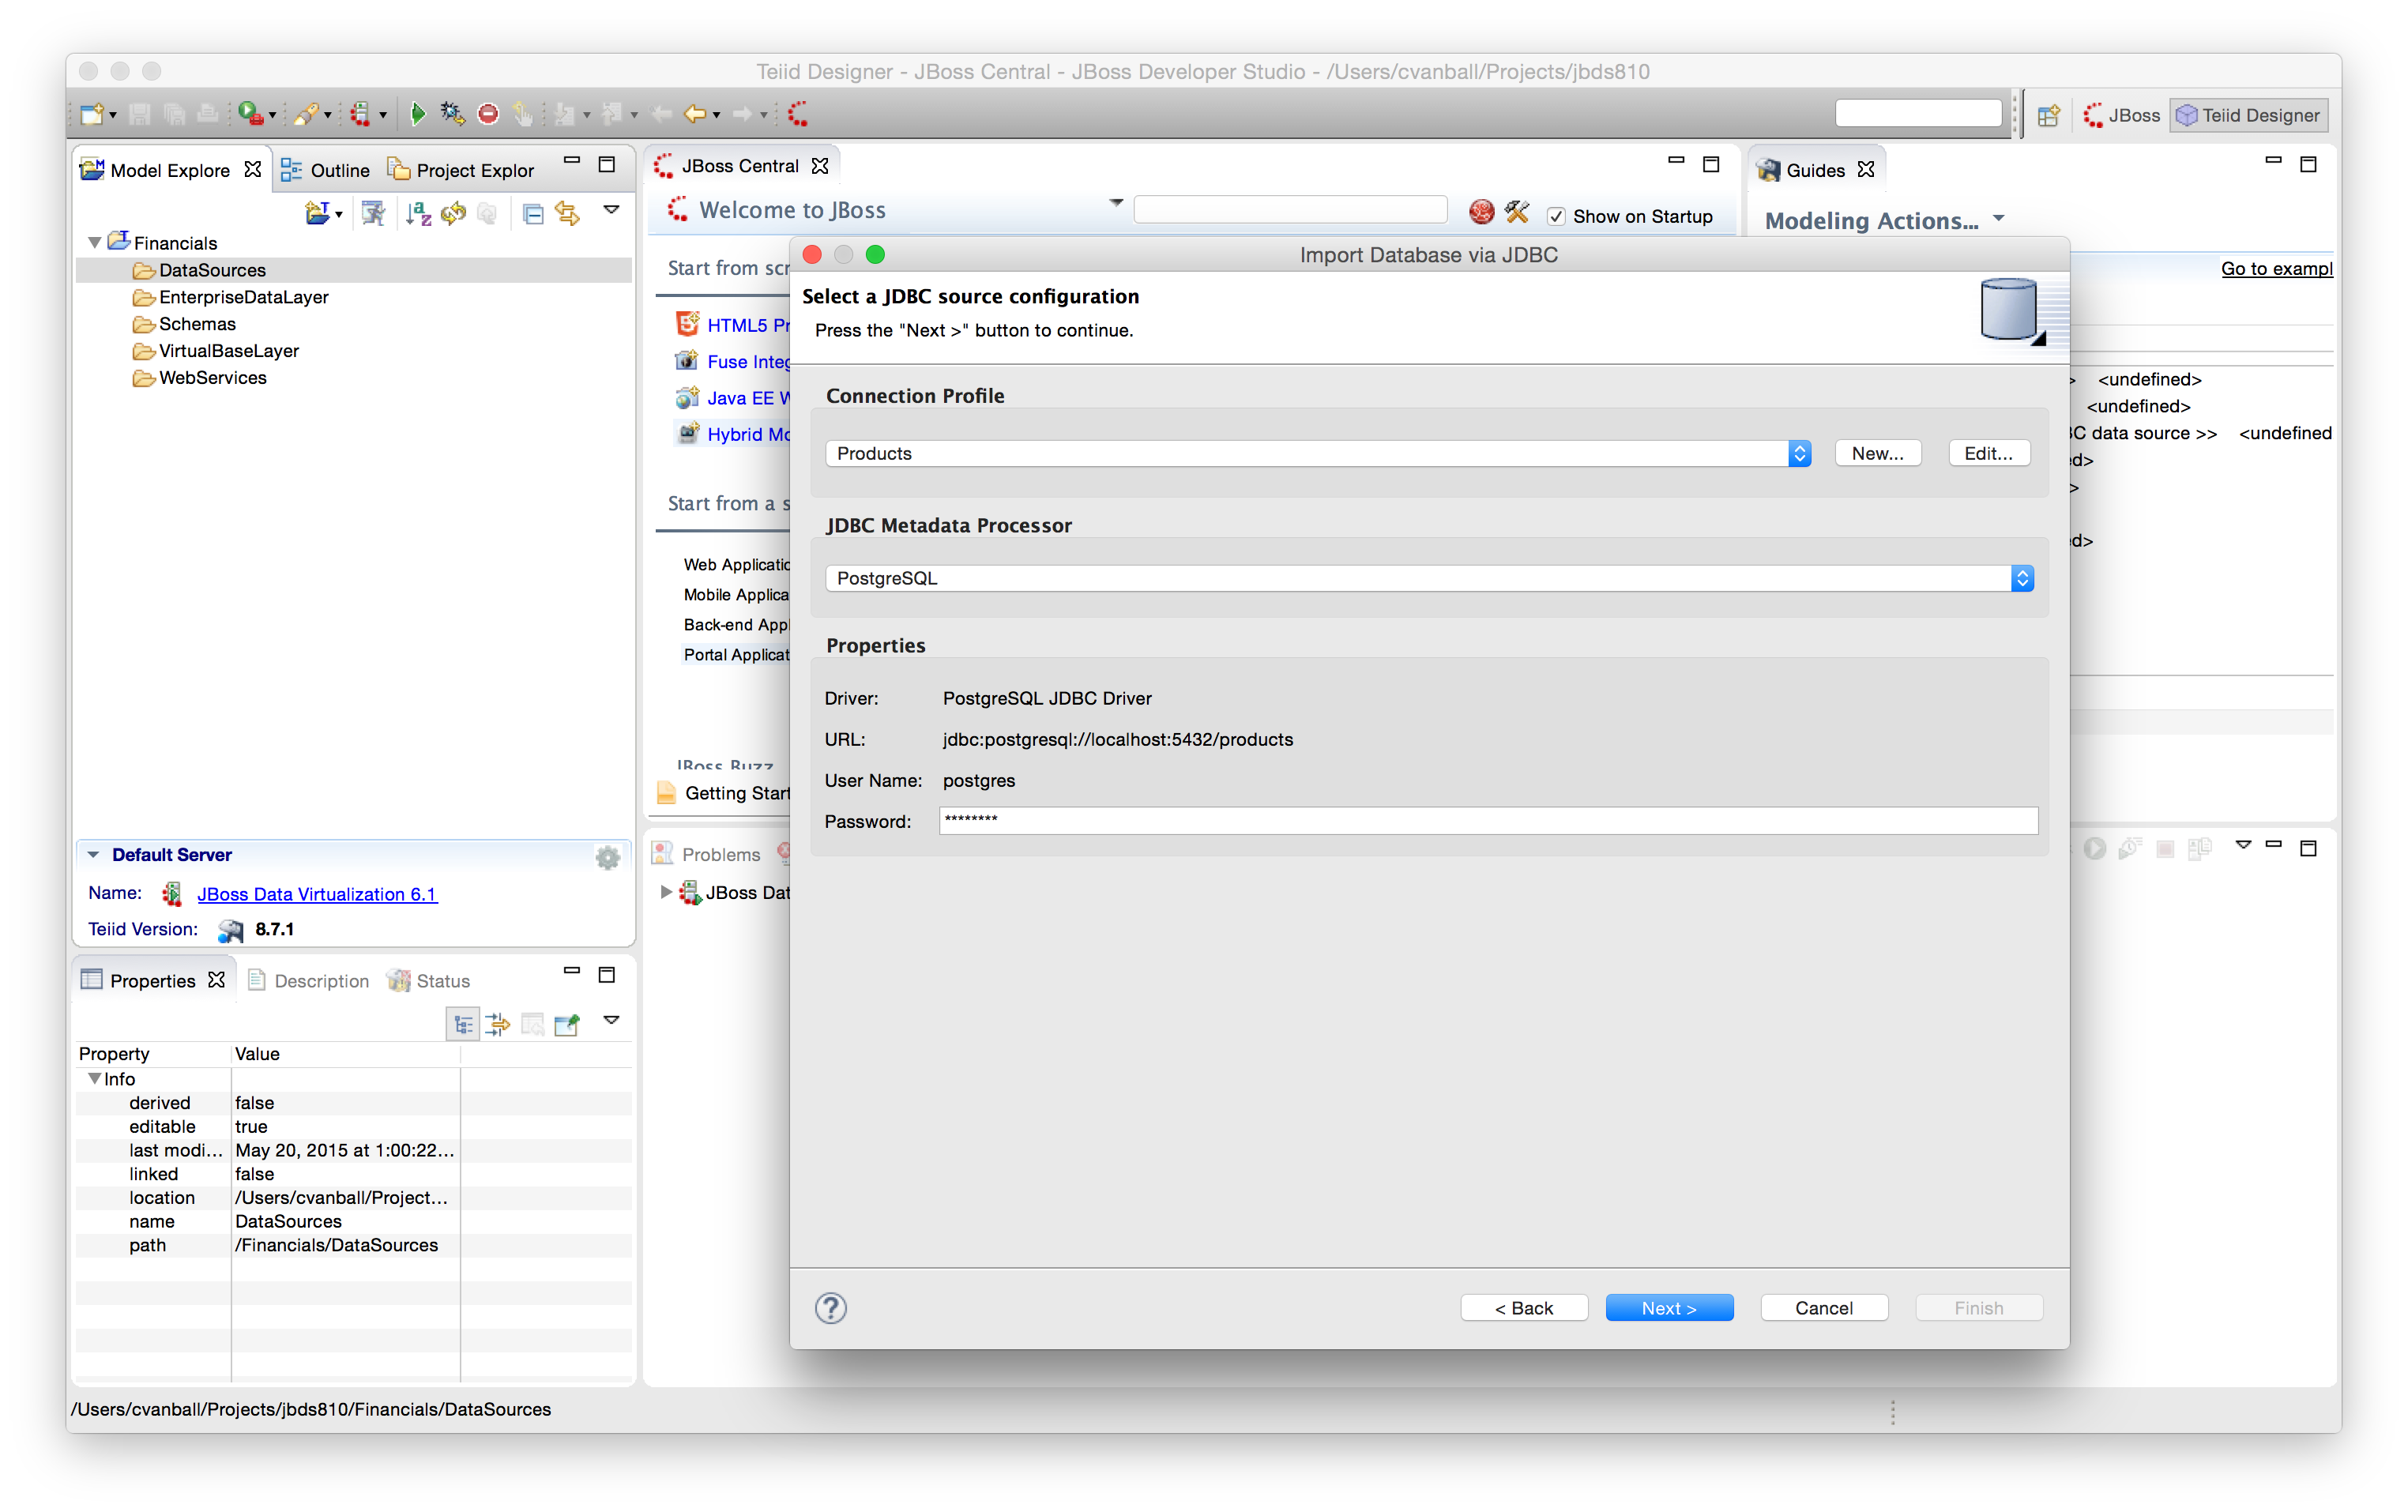 Teiid Designer - JBoss Central - JBoss Developer Studio - /Users/cvanball/Projects/jbds810
JBoss
Teiid Designer
Model Explore
Outline
Project Explor
Financials
DataSources
EnterpriseDataLayer
Schemas
VirtualBaseLayer
WebServices
Default Server
Name: JBoss Data Virtualization 6.1
Teiid Version: 8.7.1
Properties
Description
Status
Property Value
Info
derived false
editable true
last modi... May 20, 2015 at 1:00:22...
linked false
location /Users/cvanball/Project...
name DataSources
path /Financials/DataSources
/Users/cvanball/Projects/jbds810/Financials/DataSources
JBoss Central
Welcome to JBoss
Show on Startup
Start from scr
HTML5 Pr
Fuse Integ
Java EE W
Hybrid Mo
Start from a s
Web Applicatio
Mobile Applica
Back-end Appl
Portal Applicat
JBoss Buzz
Getting Start
Problems
JBoss Dat
Guides
Modeling Actions...
Go to exampl
> <undefined>
<undefined>
BC data source >> <undefined
ed>
>
ed>
Import Database via JDBC
Select a JDBC source configuration
Press the "Next >" button to continue.
Connection Profile
Products
New...
Edit...
JDBC Metadata Processor
PostgreSQL
Properties
Driver: PostgreSQL JDBC Driver
URL: jdbc:postgresql://localhost:5432/products
User Name: postgres
Password: ********
?
< Back
Next >
Cancel
Finish